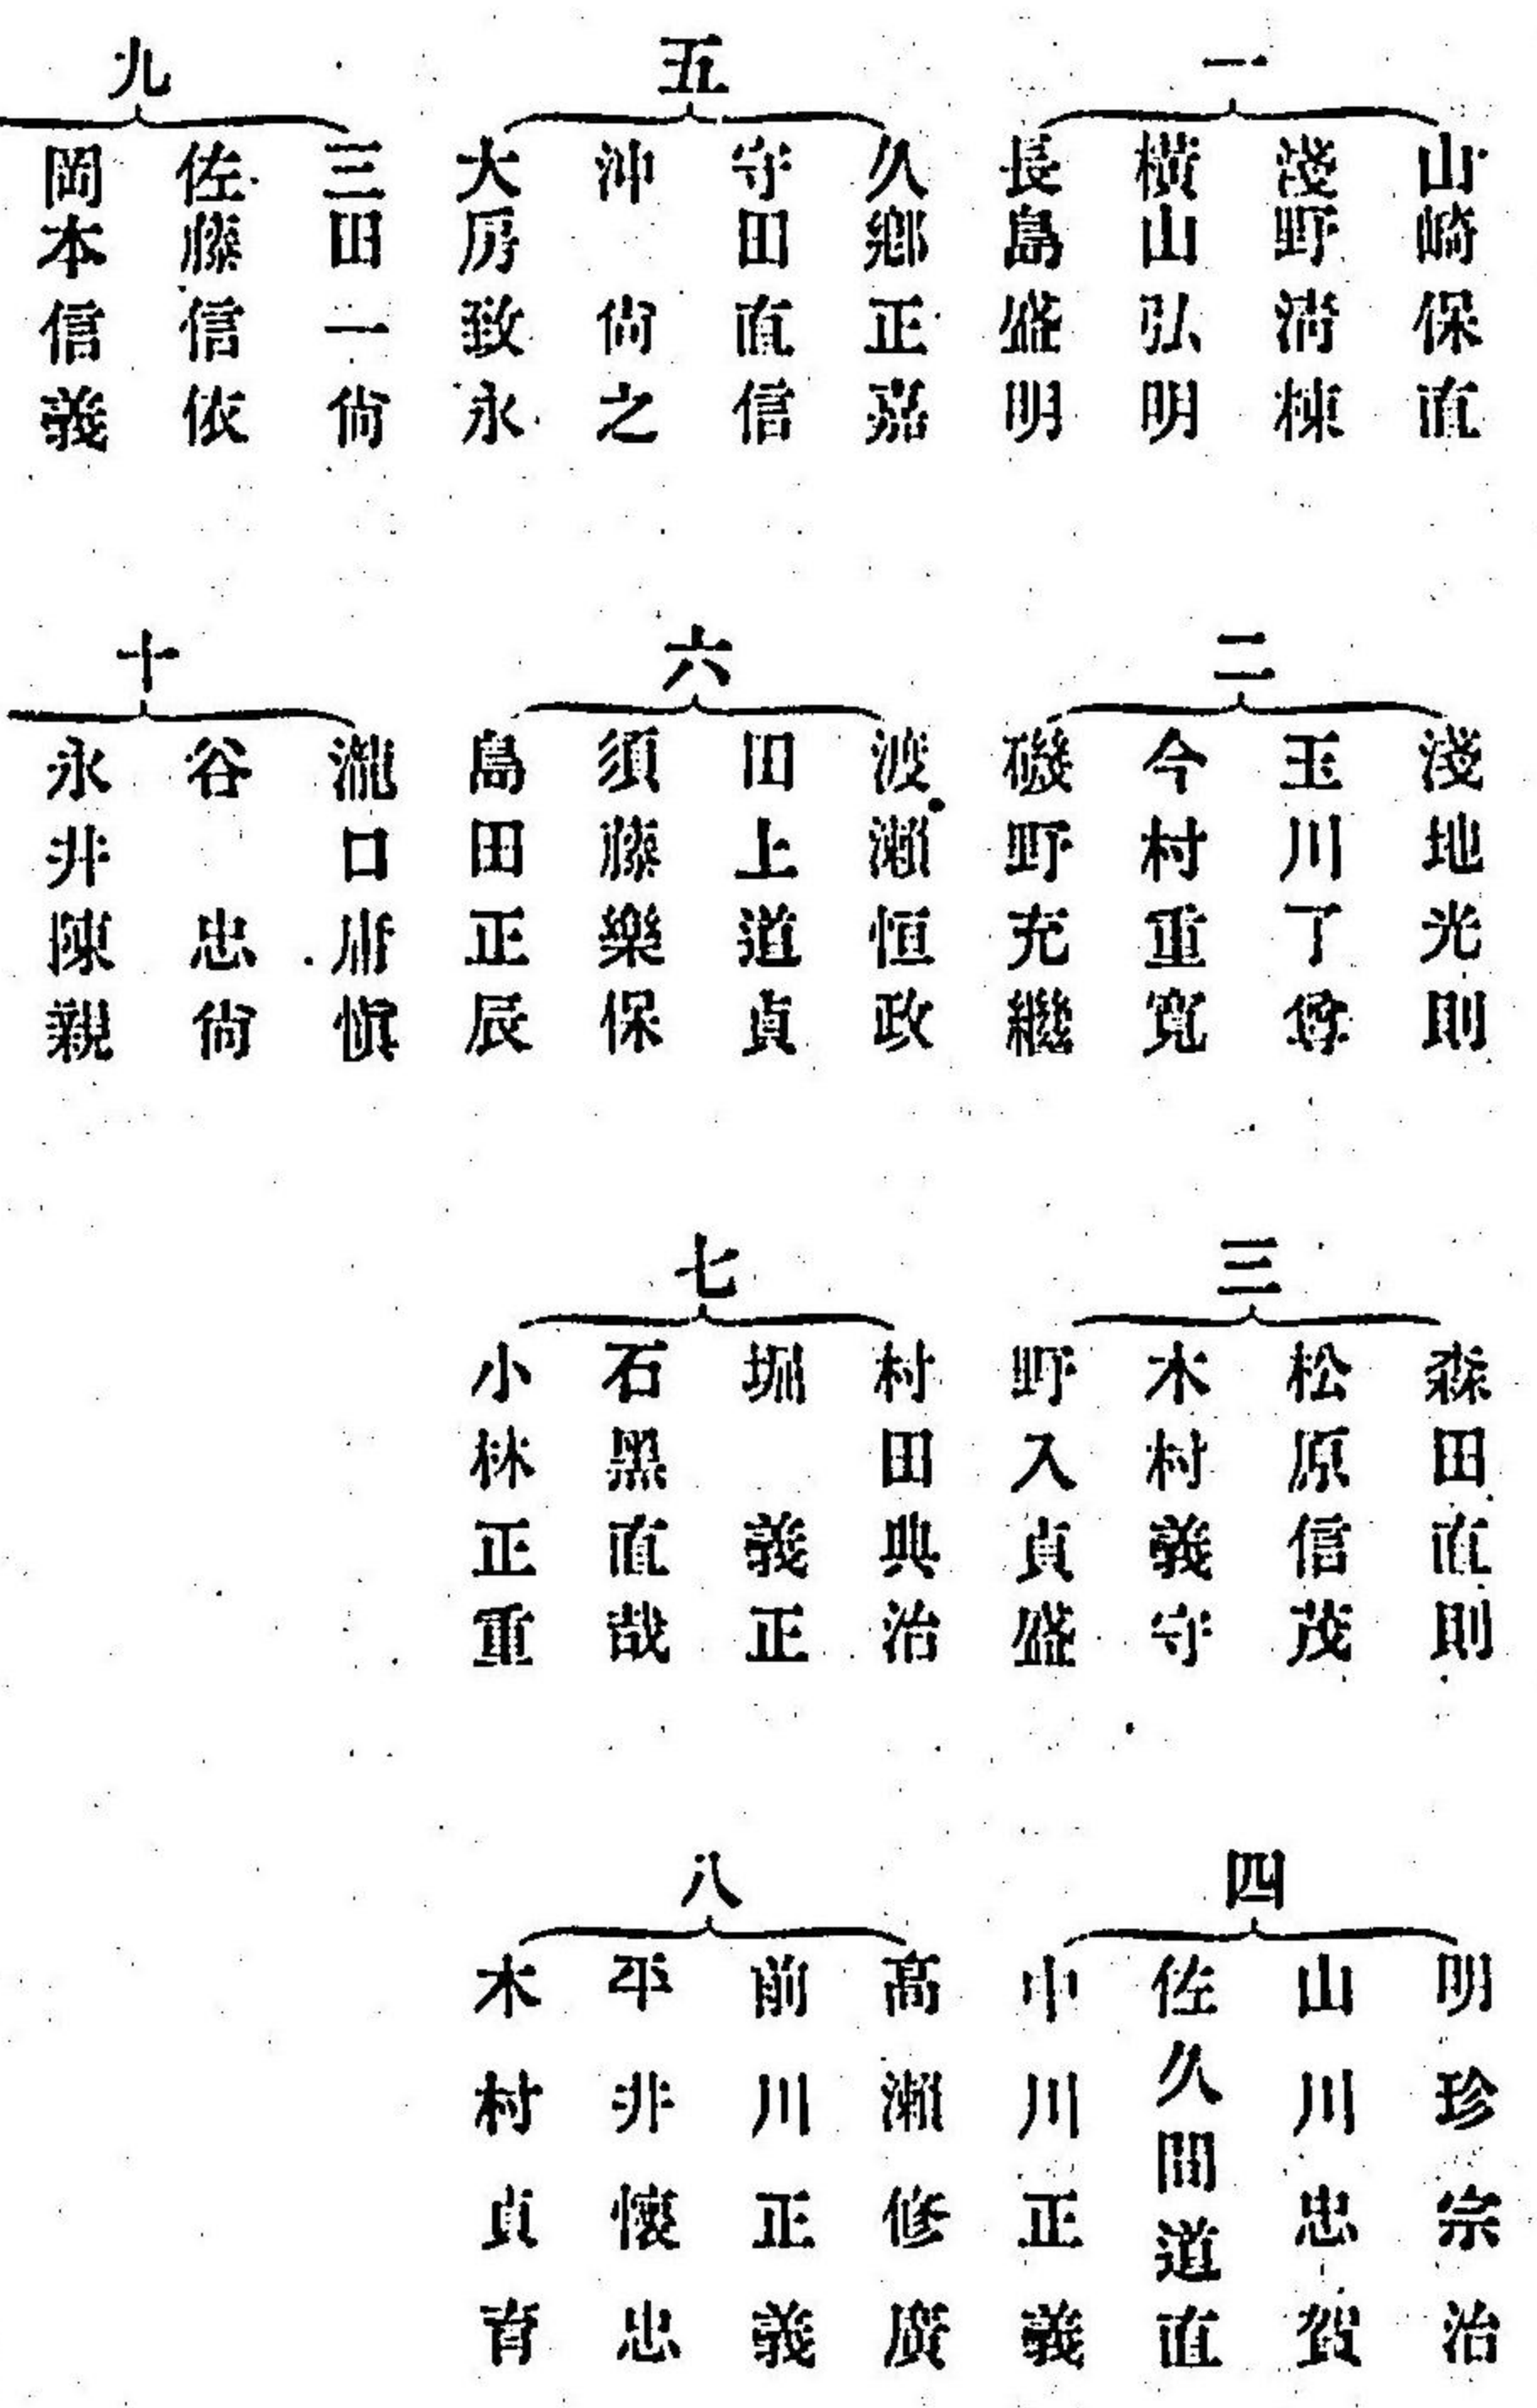 一
山崎保直
淺野淸棟
橫山弘明
長島盛明
二
淺地光則
玉川了尊
今村重寬
磯野充繼
三
森田直則
松原信茂
木村義守
野入貞盛
四
明珍宗治
山川忠賀
佐久間道直
小川正義
五
久鄕正嘉
守田直信
沖尙之
大房致永
六
渡瀨恒政
田上道貞
須藤樂保
島田正辰
七
村田典治
堀義正
石黑直哉
小林正重
八
高瀨修廣
前川正義
平井懷忠
木村貞育
九
三田一尙
佐藤信依
岡本信義
十
瀧口庸愼
谷忠尙
永井陳親